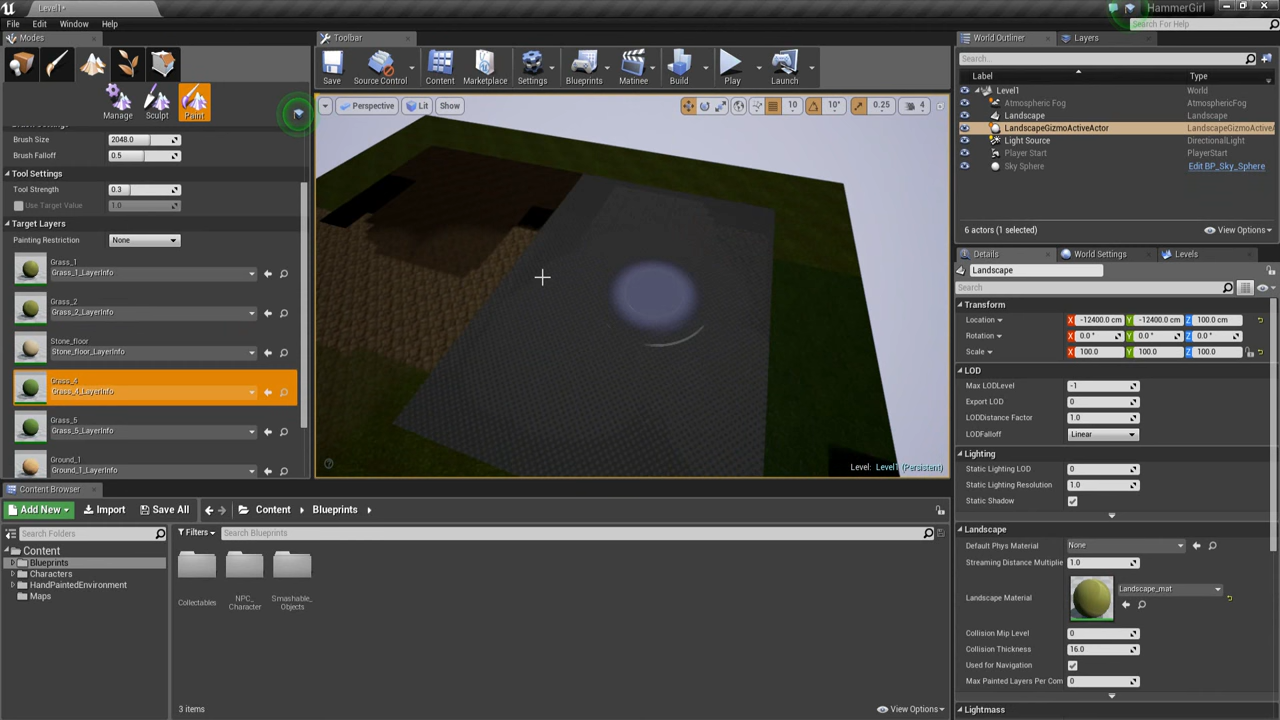 Level1*
HammerGirl
File Edit Window Help
Search For Help
Modes
Toolbar
World Outliner
Layers
Save
Source Control
Content
Marketplace
Settings
Blueprints
Matinee
Build
Play
Launch
Search...
Label
Type
Level1
World
Atmospheric Fog
AtmosphericFog
Landscape
Landscape
LandscapeGizmoActiveActor
LandscapeGizmoActiveA
Light Source
DirectionalLight
Player Start
PlayerStart
Sky Sphere
Edit BP_Sky_Sphere
6 actors (1 selected)
View Options
Manage
Sculpt
Paint
Perspective
Lit
Show
10
10°
0.25
4
Brush Size
2048.0
Brush Falloff
0.5
Tool Settings
Tool Strength
0.3
Use Target Value
1.0
Target Layers
Painting Restriction
None
Grass_1
Grass_1_LayerInfo
Grass_2
Grass_2_LayerInfo
Stone_floor
Stone_floor_LayerInfo
Grass_4
Grass_4_LayerInfo
Grass_5
Grass_5_LayerInfo
Ground_1
Ground_1_LayerInfo
Level: Level1 (Persistent)
Details
World Settings
Levels
Landscape
Search
Transform
Location
X -12400.0 cm Y -12400.0 cm Z 100.0 cm
Rotation
X 0.0 ° Y 0.0 ° Z 0.0 °
Scale
X 100.0 Y 100.0 Z 100.0
LOD
Max LODLevel
-1
Export LOD
0
LODDistance Factor
1.0
LODFalloff
Linear
Lighting
Static Lighting LOD
0
Static Lighting Resolution
1.0
Static Shadow
Landscape
Default Phys Material
None
Streaming Distance Multiplie
1.0
Landscape Material
Landscape_mat
Collision Mip Level
0
Collision Thickness
16.0
Used for Navigation
Max Painted Layers Per Com
0
Lightmass
Content Browser
Add New
Import
Save All
Content
Blueprints
Search Folders
Filters
Search Blueprints
Content
Blueprints
Characters
HandPaintedEnvironment
Maps
Collectables
NPC_
Character
Smashable_
Objects
3 items
View Options